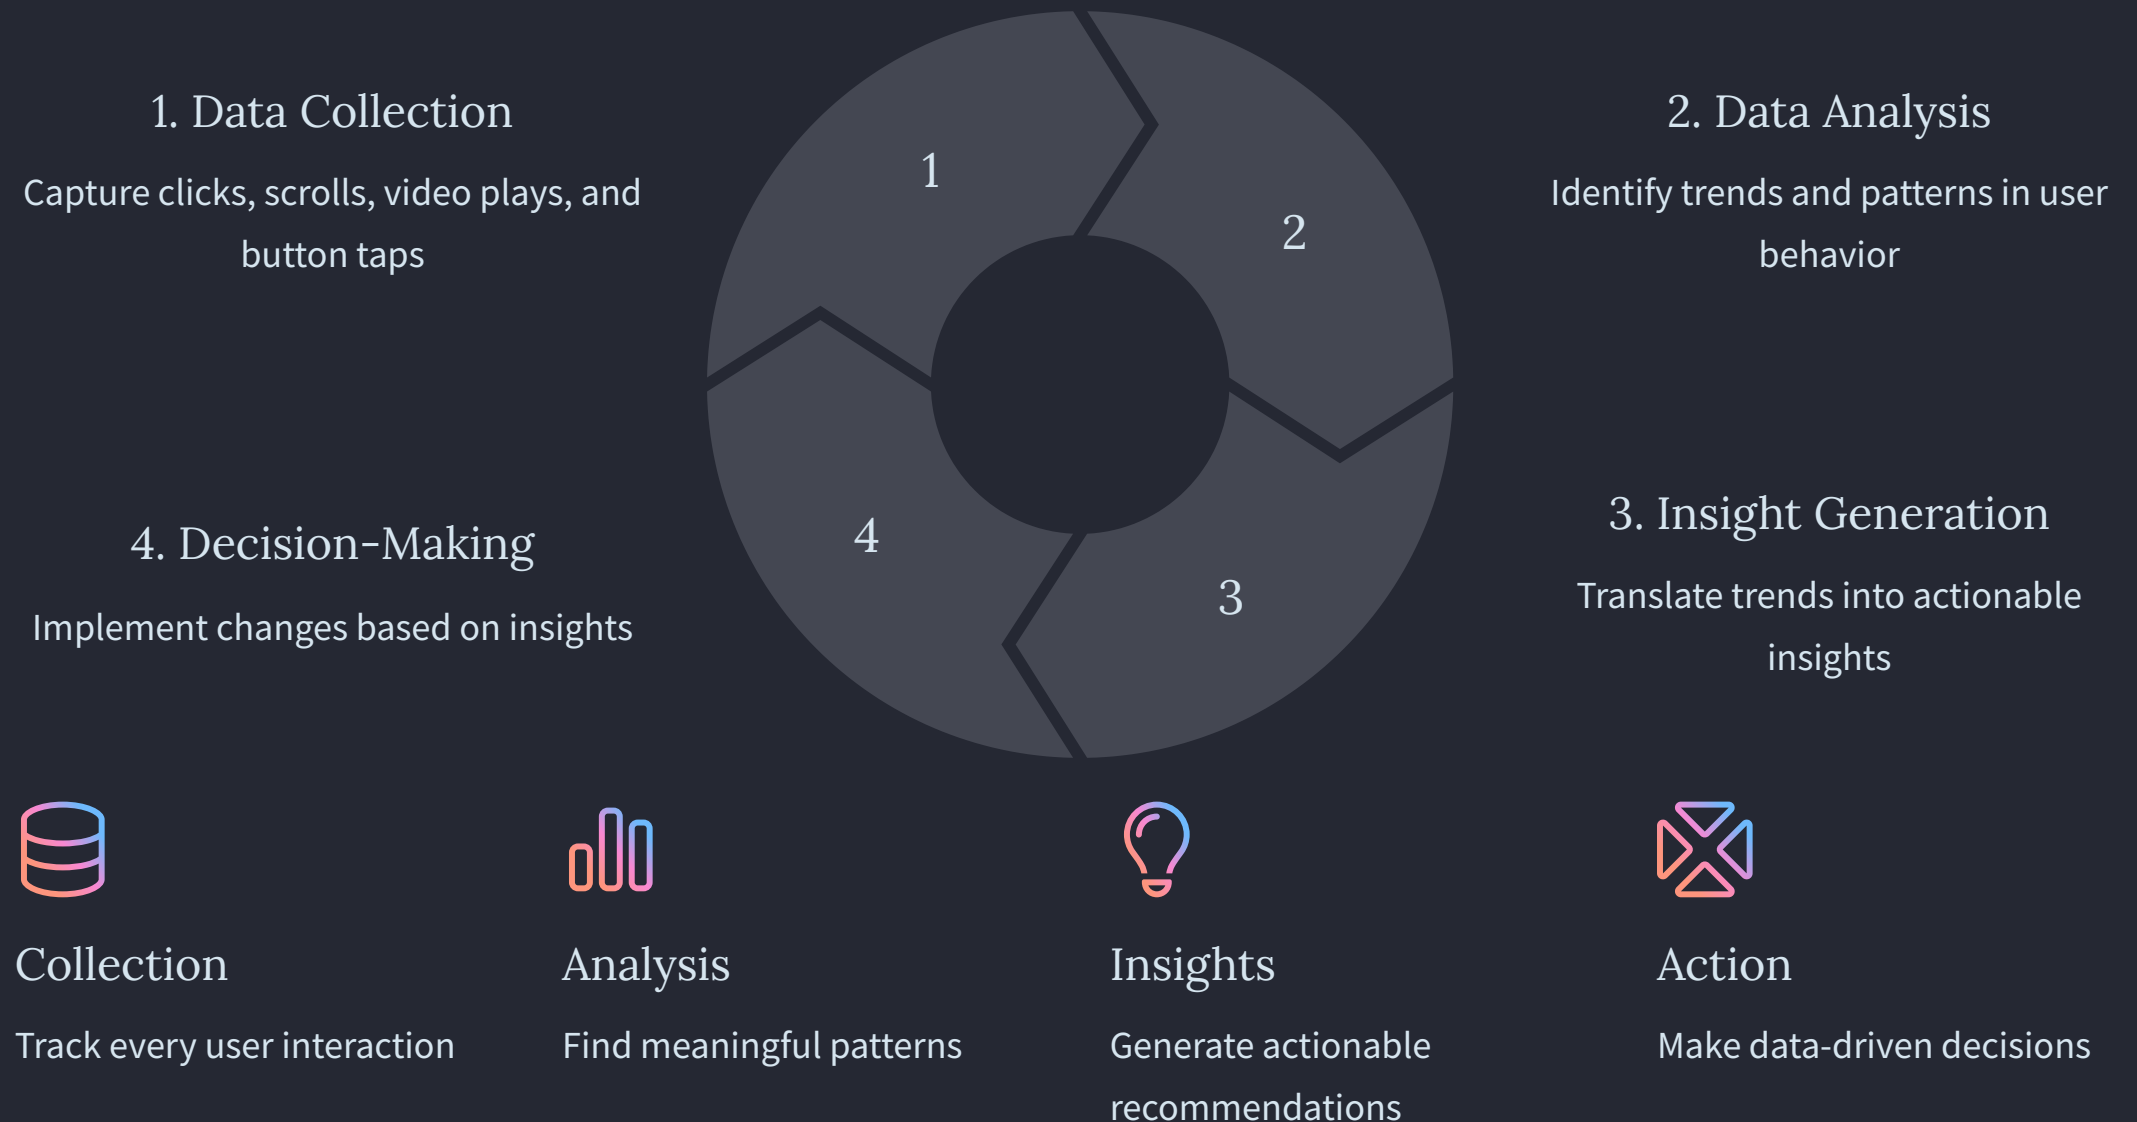 1. Data Collection
Capture clicks, scrolls, video plays, and
button taps
2. Data Analysis
Identify trends and patterns in user
behavior
1
2
3
4
4. Decision-Making
Implement changes based on insights
3. Insight Generation
Translate trends into actionable
insights
Collection
Track every user interaction
Analysis
Find meaningful patterns
Insights
Generate actionable
recommendations
Action
Make data-driven decisions